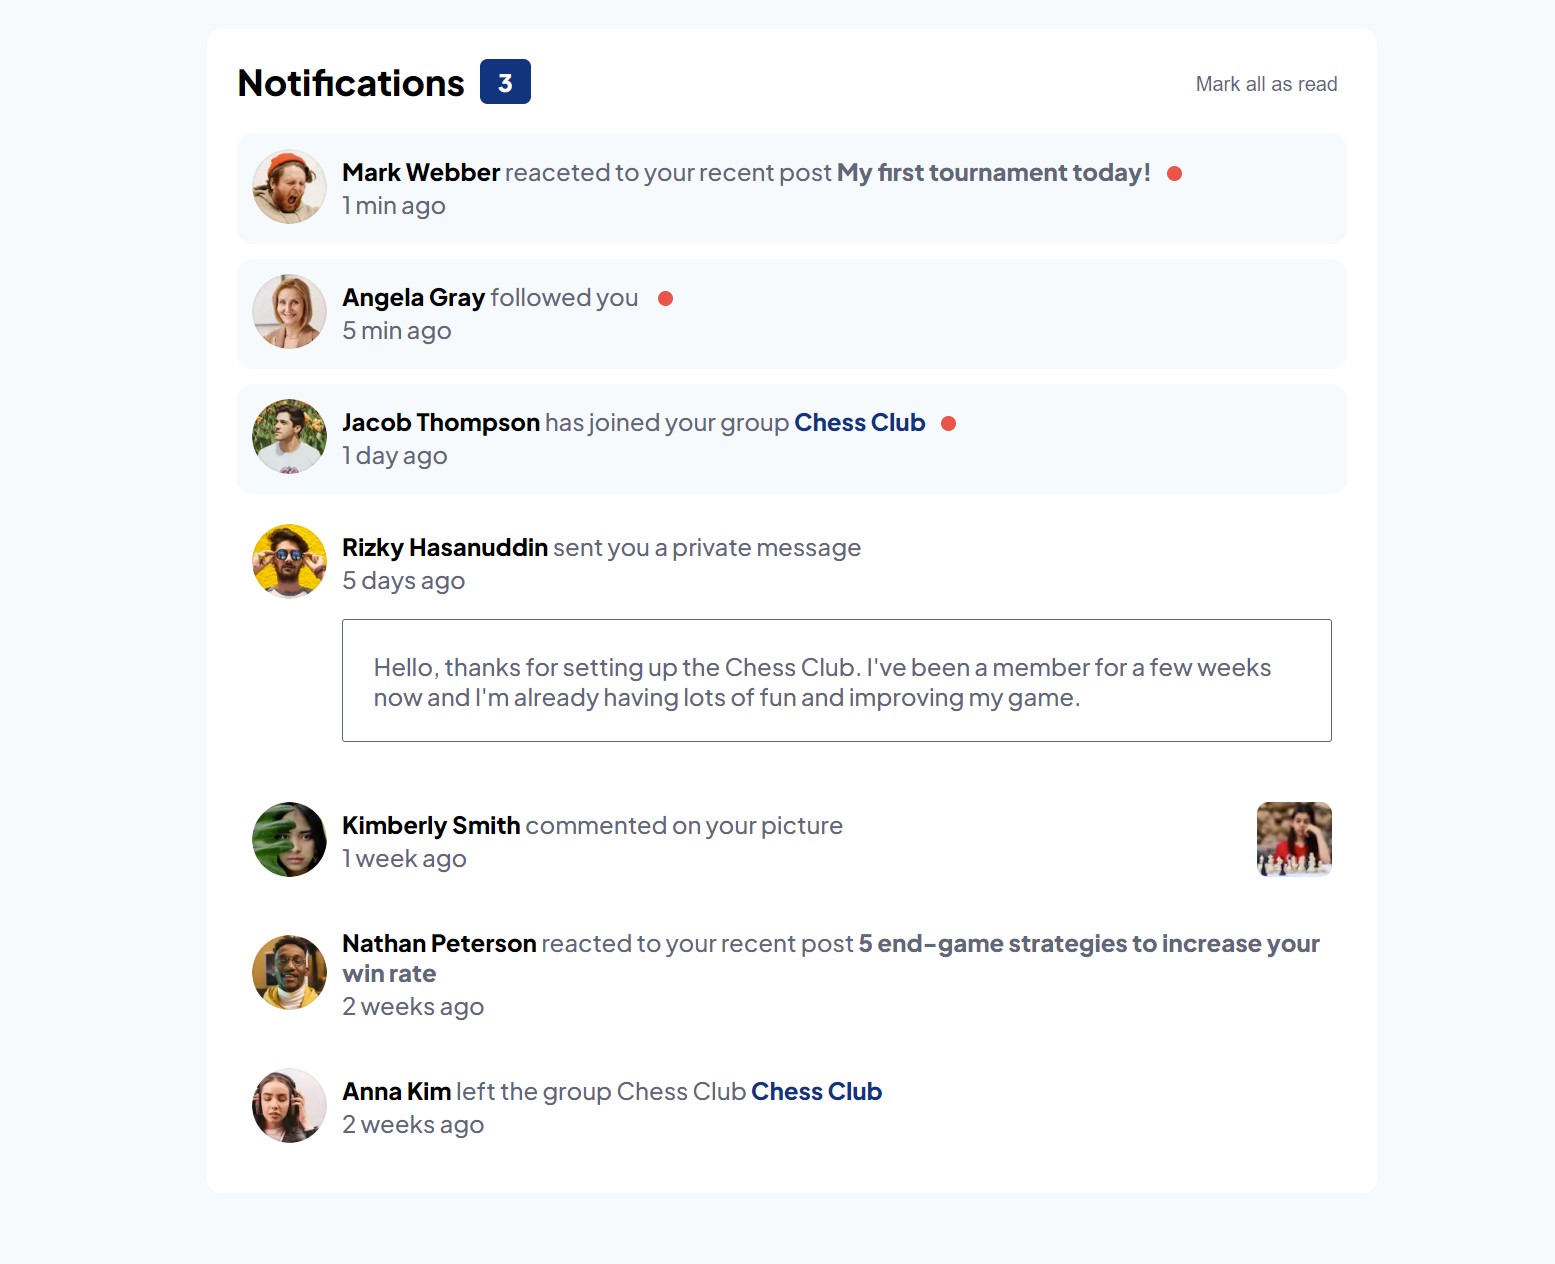 Notifications 3
Mark all as read
Mark Webber reaceted to your recent post My first tournament today!
1 min ago
Angela Gray followed you
5 min ago
Jacob Thompson has joined your group Chess Club
1 day ago
Rizky Hasanuddin sent you a private message
5 days ago
Hello, thanks for setting up the Chess Club. I've been a member for a few weeks
now and I'm already having lots of fun and improving my game.
Kimberly Smith commented on your picture
1 week ago
Nathan Peterson reacted to your recent post 5 end-game strategies to increase your
win rate
2 weeks ago
Anna Kim left the group Chess Club Chess Club
2 weeks ago